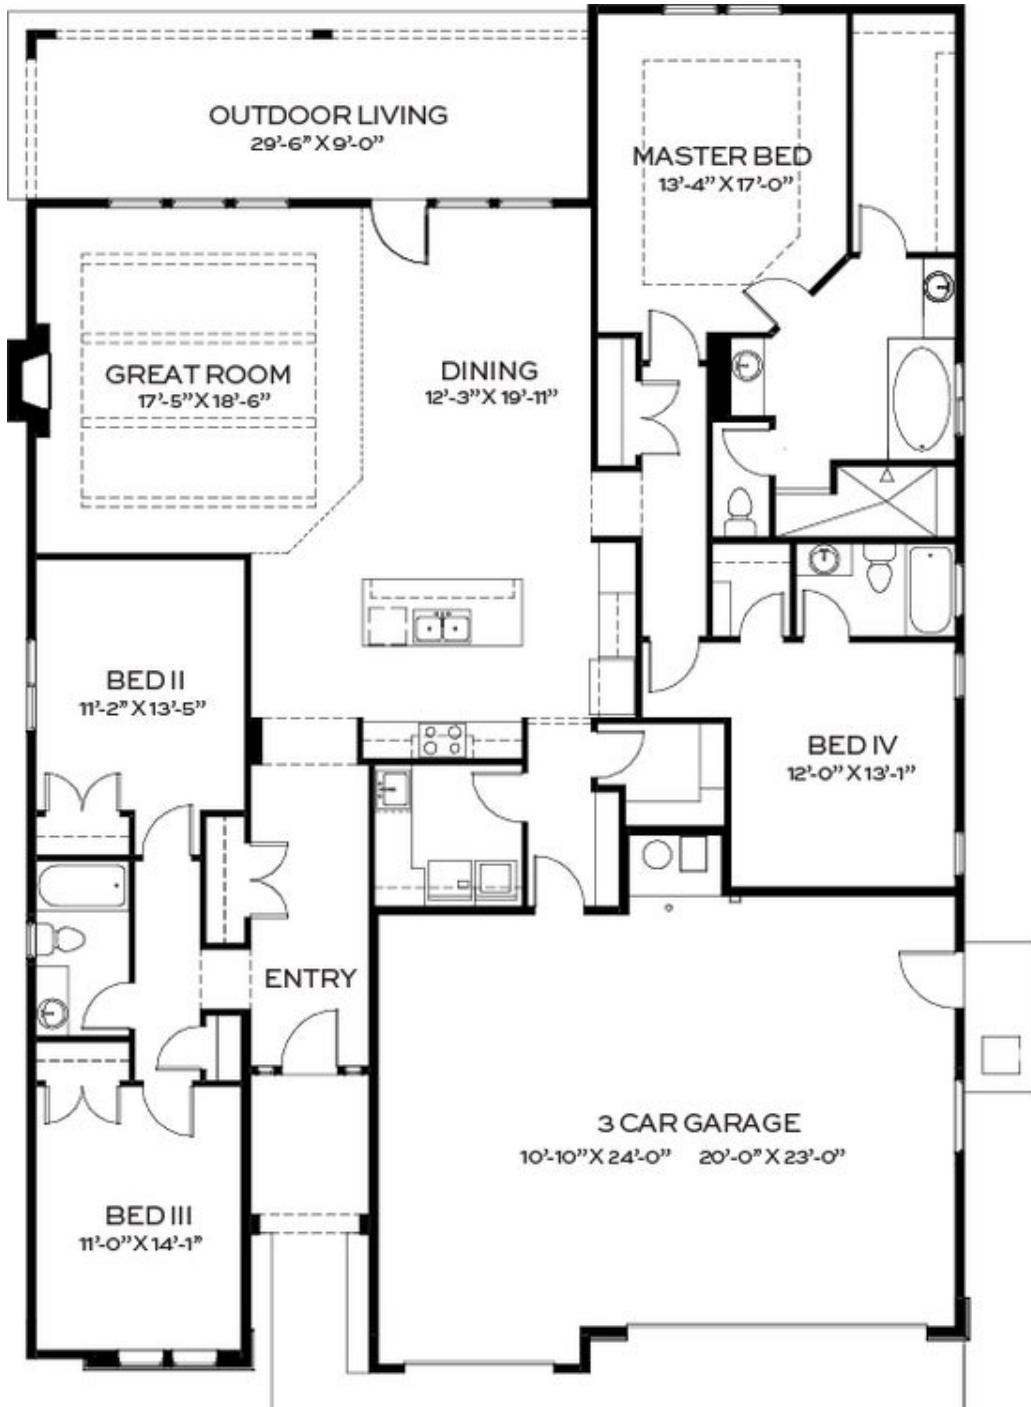 OUTDOOR LIVING
29'-6" X 9'-0"
MASTER BED
13'-4" X 17'-0"
GREAT ROOM
17'-5" X 18'-6"
DINING
12'-3" X 19'-11"
BED II
11'-2" X 13'-5"
BED IV
12'-0" X 13'-1"
ENTRY
3 CAR GARAGE
10'-10" X 24'-0" 20'-0" X 23'-0"
BED III
11'-0" X 14'-1"